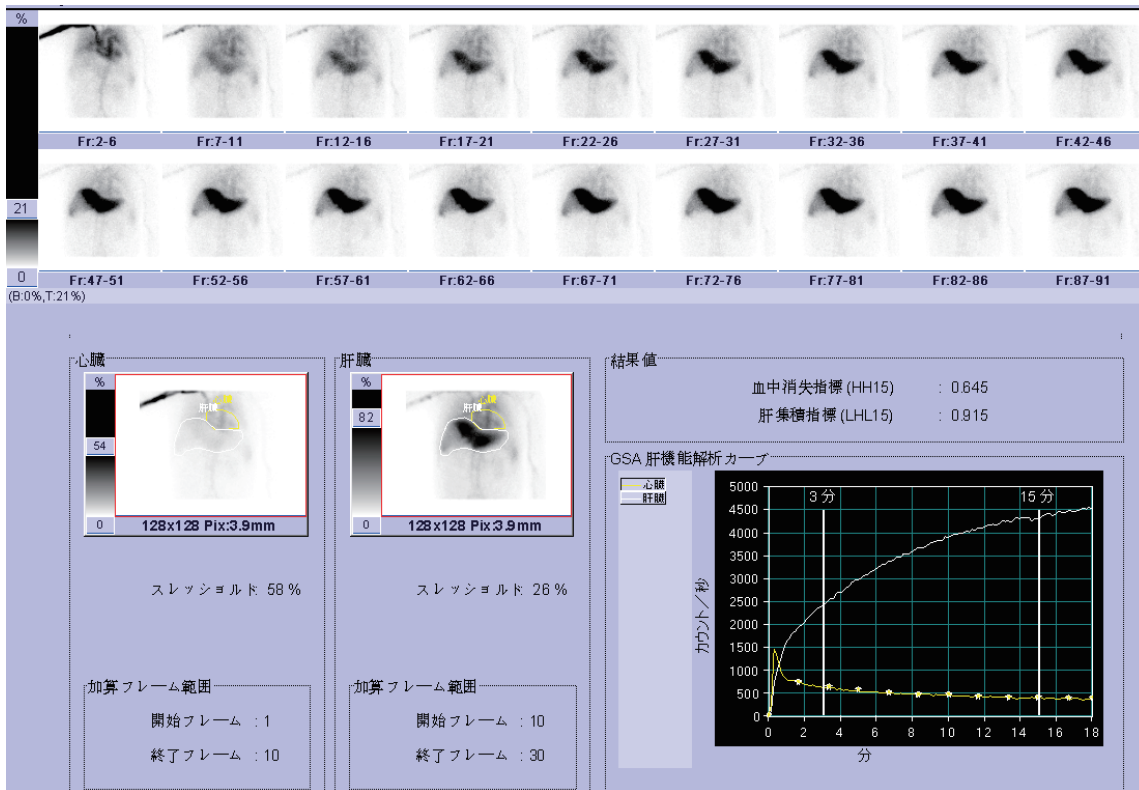 %
21
0
Fr:2-6 Fr:7-11 Fr:12-16 Fr:17-21 Fr:22-26 Fr:27-31 Fr:32-36 Fr:37-41 Fr:42-46
Fr:47-51 Fr:52-56 Fr:57-61 Fr:62-66 Fr:67-71 Fr:72-76 Fr:77-81 Fr:82-86 Fr:87-91
(B:0%,T:21%)
心臓
%
54
0
心臓
肝臓
128x128 Pix:3.9mm
スレッショルド: 58 %
加算フレーム範囲
開始フレーム : 1
終了フレーム : 10
肝臓
%
82
0
心臓
肝臓
128x128 Pix:3.9mm
スレッショルド: 26 %
加算フレーム範囲
開始フレーム : 10
終了フレーム : 30
結果値
血中消失指標 (HH15) : 0.645
肝集積指標 (LHL15) : 0.915
GSA 肝機能解析カーブ
心臓
肝臓
カウント/秒
5000
4500
4000
3500
3000
2500
2000
1500
1000
500
0
3分 15分
0 2 4 6 8 10 12 14 16 18
分